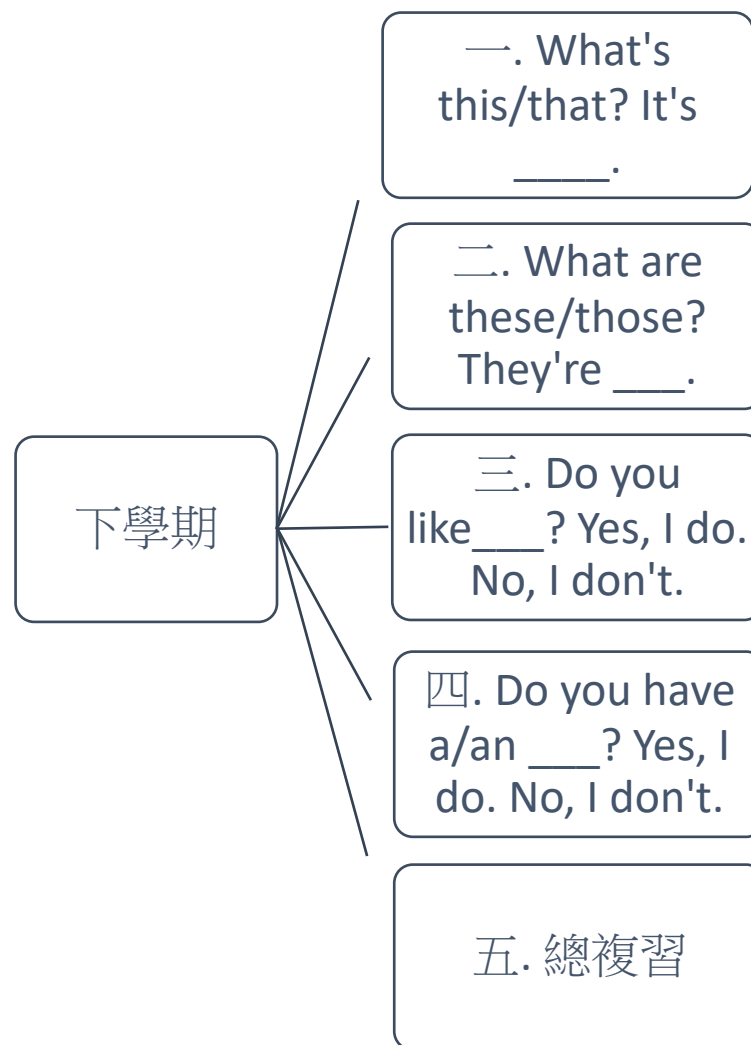 一. What's
this/that? It's
____.
二. What are
these/those?
They're ___.
下學期
三. Do you
like___? Yes, I do.
No, I don't.
四. Do you have
a/an ___? Yes, I
do. No, I don't.
五. 總複習